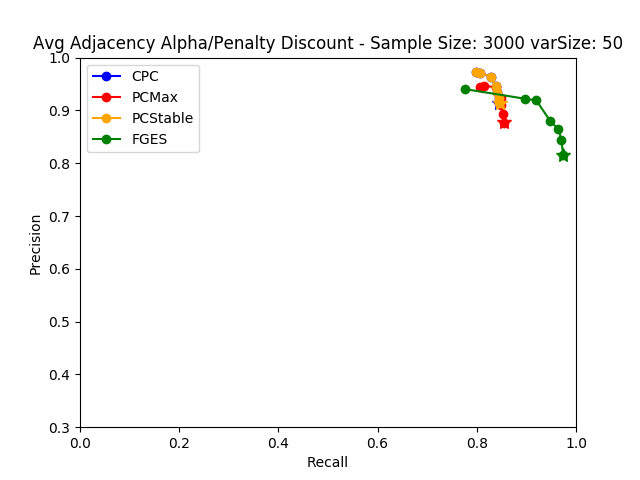 Avg Adjacency Alpha/Penalty Discount - Sample Size: 3000 varSize: 50
CPC
PCMax
PCStable
FGES
1.0
0.9
0.8
0.7
0.6
0.5
0.4
0.3
Precision
0.0 0.2 0.4 0.6 0.8 1.0
Recall